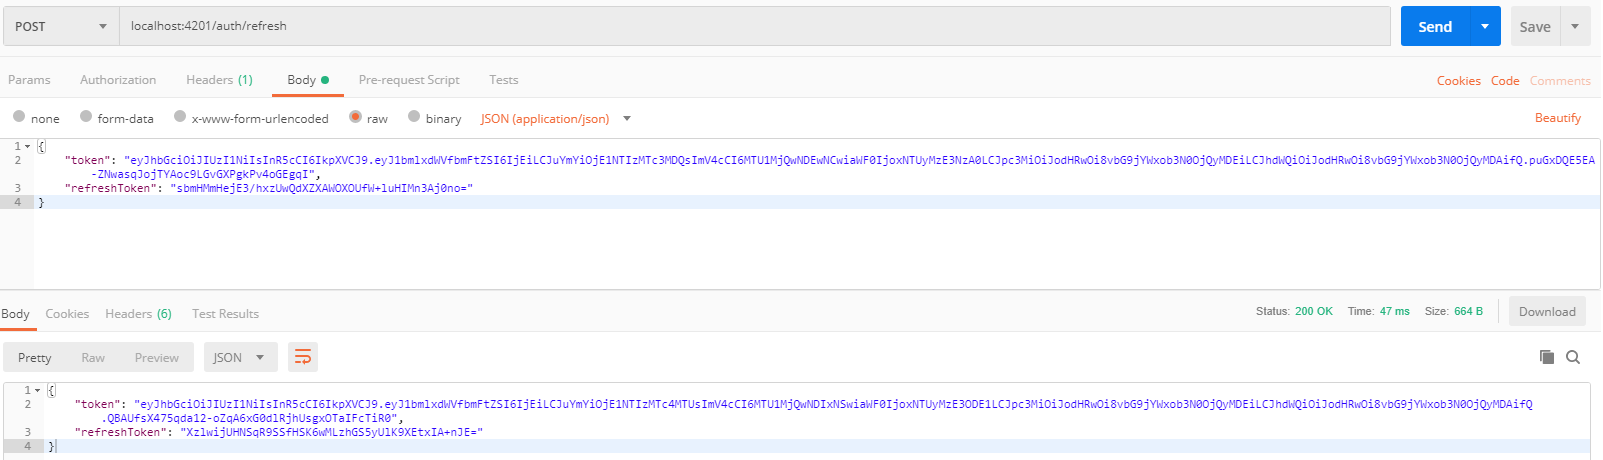 POST localhost:4201/auth/refresh Send Save
Params Authorization Headers (1) Body Pre-request Script Tests Cookies Code Comments
none form-data x-www-form-urlencoded raw binary JSON (application/json) Beautify
1 {
2 "token": "eyJhbGciOiJIUzI1NiIsInR5cCI6IkpXVCJ9.eyJ1bmlxdWVfbmFtZSI6IjEiLCJuYmYiOjE1NTIzMTc3MDQsImV4cCI6MTU1MjQwNDEwNCwiaWF0IjoxNTUyMzE3NzA0LCJpc3MiOiJodHRwOi8vbG9jYWxob3N0OjQyMDEiLCJhdWQiOiJodHRwOi8vbG9jYWxob3N0OjQyMDAifQ.puGxDQE5EA
-ZNwasqJojTYAoc9LGvGXPgkPv4oGEgqI",
3 "refreshToken": "sbmHMmHejE3/hxzUwQdXZXAWOXOUfW+luHIMn3Aj0no="
4 }
Body Cookies Headers (6) Test Results Status: 200 OK Time: 47 ms Size: 664 B Download
Pretty Raw Preview JSON
1 {
2 "token": "eyJhbGciOiJIUzI1NiIsInR5cCI6IkpXVCJ9.eyJ1bmlxdWVfbmFtZSI6IjEiLCJuYmYiOjE1NTIzMTc4MTUsImV4cCI6MTU1MjQwNDIxNSwiaWF0IjoxNTUyMzE3ODE1LCJpc3MiOiJodHRwOi8vbG9jYWxob3N0OjQyMDEiLCJhdWQiOiJodHRwOi8vbG9jYWxob3N0OjQyMDAifQ
.QBAUfsX475qda12-oZqA6xG0dlRjhUsgxOTaIFcTiR0",
3 "refreshToken": "XzlwijUHNSqR9SSfHSK6wMLzhGS5yUlK9XEtxIA+nJE="
4 }